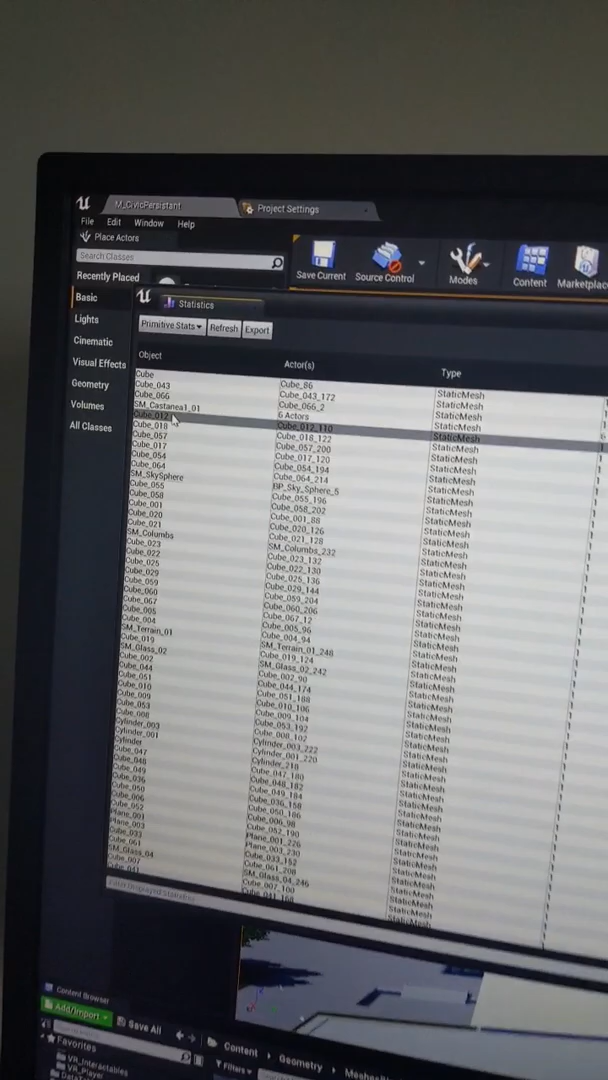 M_CivicPersistant
Project Settings
File Edit Window Help
Place Actors
Search Classes
Recently Placed
Basic
Lights
Cinematic
Visual Effects
Geometry
Volumes
All Classes
Save Current
Source Control
Modes
Content
Marketplace
Statistics
Primitive Stats
Refresh
Export
Object Actor(s) Type
Cube Cube_86 StaticMesh
Cube_043 Cube_043_172 StaticMesh
Cube_066 Cube_066_2 StaticMesh
SM_Castanea1_01 6 Actors StaticMesh
Cube_012 Cube_012_110 StaticMesh
Cube_018 Cube_018_122 StaticMesh
Cube_057 Cube_057_200 StaticMesh
Cube_017 Cube_017_120 StaticMesh
Cube_054 Cube_054_194 StaticMesh
Cube_064 Cube_064_214 StaticMesh
SM_SkySphere BP_Sky_Sphere_5 StaticMesh
Cube_055 Cube_055_196 StaticMesh
Cube_058 Cube_058_202 StaticMesh
Cube_001 Cube_001_88 StaticMesh
Cube_020 Cube_020_126 StaticMesh
Cube_021 Cube_021_128 StaticMesh
SM_Columbs SM_Columbs_232 StaticMesh
Cube_023 Cube_023_132 StaticMesh
Cube_022 Cube_022_130 StaticMesh
Cube_025 Cube_025_136 StaticMesh
Cube_029 Cube_029_144 StaticMesh
Cube_059 Cube_059_204 StaticMesh
Cube_060 Cube_060_206 StaticMesh
Cube_067 Cube_067_12 StaticMesh
Cube_005 Cube_005_96 StaticMesh
Cube_004 Cube_004_94 StaticMesh
SM_Terrain_01 SM_Terrain_01_248 StaticMesh
Cube_019 Cube_019_124 StaticMesh
SM_Glass_02 SM_Glass_02_242 StaticMesh
Cube_002 Cube_002_90 StaticMesh
Cube_044 Cube_044_174 StaticMesh
Cube_051 Cube_051_188 StaticMesh
Cube_010 Cube_010_106 StaticMesh
Cube_009 Cube_009_104 StaticMesh
Cube_053 Cube_053_192 StaticMesh
Cube_008 Cube_008_102 StaticMesh
Cylinder_003 Cylinder_003_222 StaticMesh
Cylinder_001 Cylinder_001_220 StaticMesh
Cylinder Cylinder_218 StaticMesh
Cube_047 Cube_047_180 StaticMesh
Cube_048 Cube_048_182 StaticMesh
Cube_049 Cube_049_184 StaticMesh
Cube_036 Cube_036_158 StaticMesh
Cube_050 Cube_050_186 StaticMesh
Cube_006 Cube_006_98 StaticMesh
Cube_052 Cube_052_190 StaticMesh
Plane_001 Plane_001_226 StaticMesh
Plane_003 Plane_003_230 StaticMesh
Cube_033 Cube_033_152 StaticMesh
Cube_061 Cube_061_208 StaticMesh
SM_Glass_04 SM_Glass_04_246 StaticMesh
Cube_007 Cube_007_100 StaticMesh
Cube_041 Cube_041_168 StaticMesh
Content Browser
Add/Import
Save All
Content
Geometry
Favorites
Filters
VR_Interactables
VR_Player